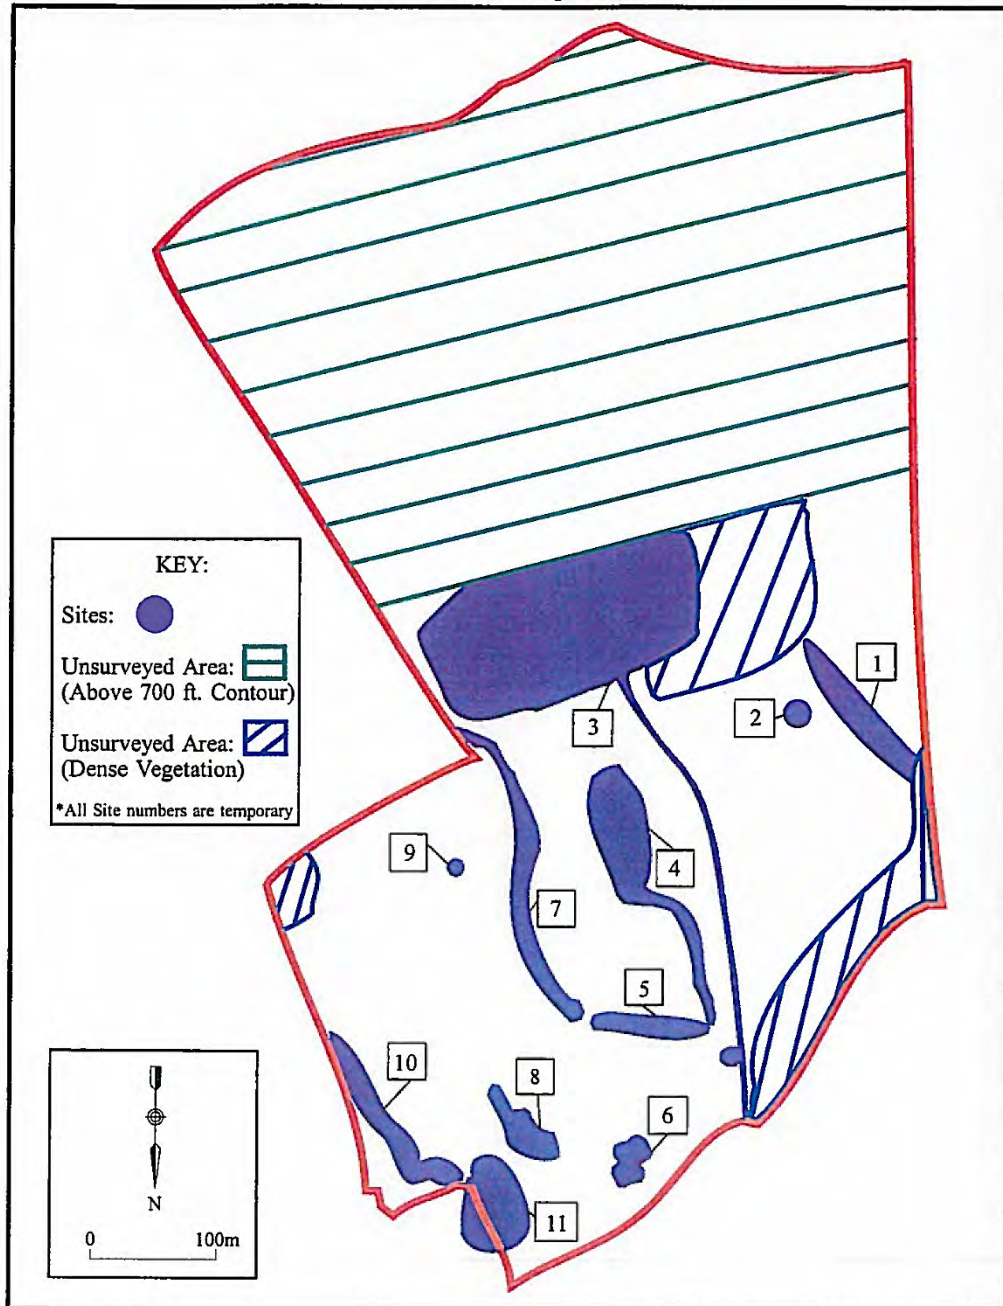 KEY:
Sites:
Unsurveyed Area:
(Above 700 ft. Contour)
Unsurveyed Area:
(Dense Vegetation)
*All Site numbers are temporary
1
2
3
4
9
7
5
10
8
6
11
N
0 100m